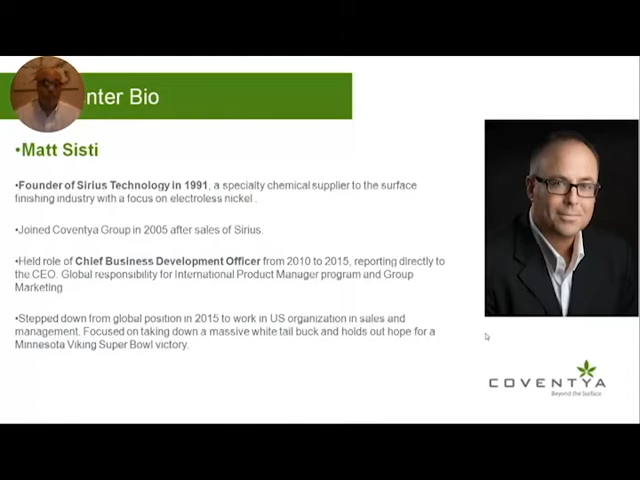 nter Bio
•Matt Sisti
•Founder of Sirius Technology in 1991, a specialty chemical supplier to the surface
finishing industry with a focus on electroless nickel .
•Joined Coventya Group in 2005 after sales of Sirius.
•Held role of Chief Business Development Officer from 2010 to 2015, reporting directly to
the CEO. Global responsibility for International Product Manager program and Group
Marketing
•Stepped down from global position in 2015 to work in US organization in sales and
management. Focused on taking down a massive white tail buck and holds out hope for a
Minnesota Viking Super Bowl victory.
COVENTYA
Beyond the Surface